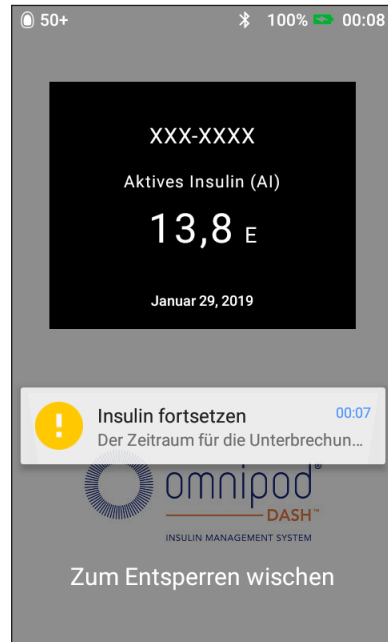 50+ 100% 00:08
XXX-XXXX
Aktives Insulin (AI)
13,8 E
Januar 29, 2019
Insulin fortsetzen 00:07
Der Zeitraum für die Unterbrechun...
omnipod®
DASH™
INSULIN MANAGEMENT SYSTEM
Zum Entsperren wischen